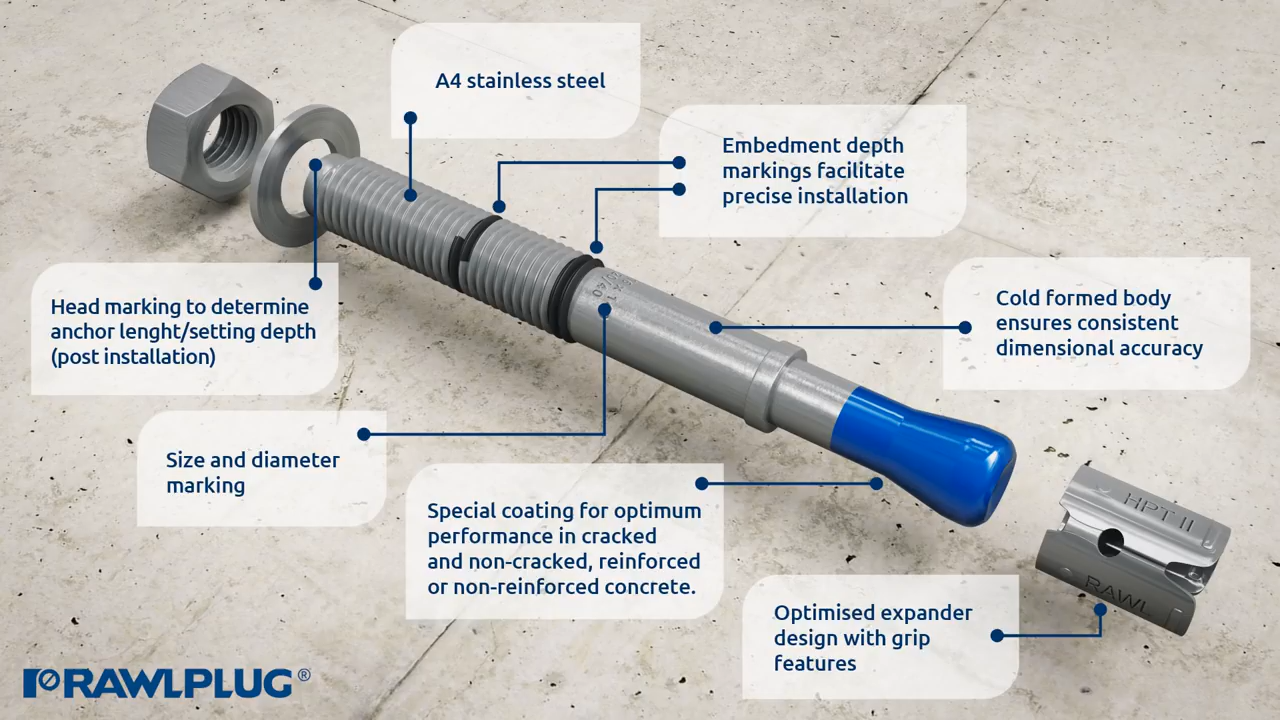 A4 stainless steel
Embedment depth
markings facilitate
precise installation
Head marking to determine
anchor lenght/setting depth
(post installation)
Cold formed body
ensures consistent
dimensional accuracy
Size and diameter
marking
Special coating for optimum
performance in cracked
and non-cracked, reinforced
or non-reinforced concrete.
HPT II
RAWL
Optimised expander
design with grip
features
RAWLPLUG®